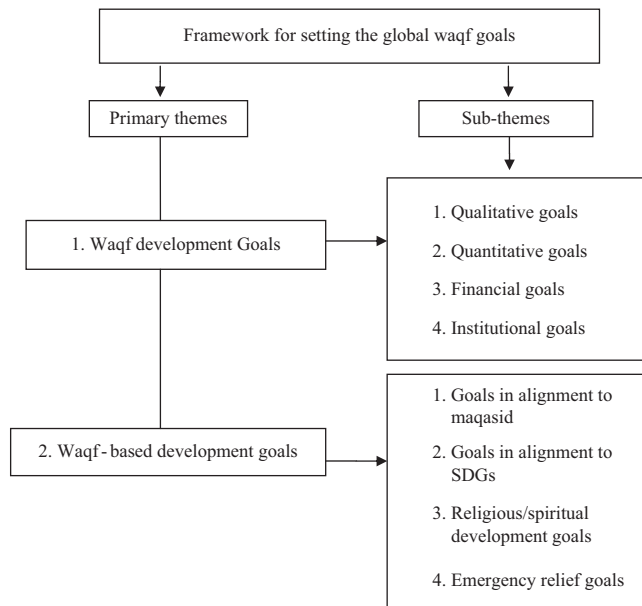 Framework for setting the global waqf goals
Primary themes
Sub-themes
1. Waqf development Goals
1. Qualitative goals
2. Quantitative goals
3. Financial goals
4. Institutional goals
2. Waqf-based development goals
1. Goals in alignment to
maqasid
2. Goals in alignment to
SDGs
3. Religious/spiritual
development goals
4. Emergency relief goals